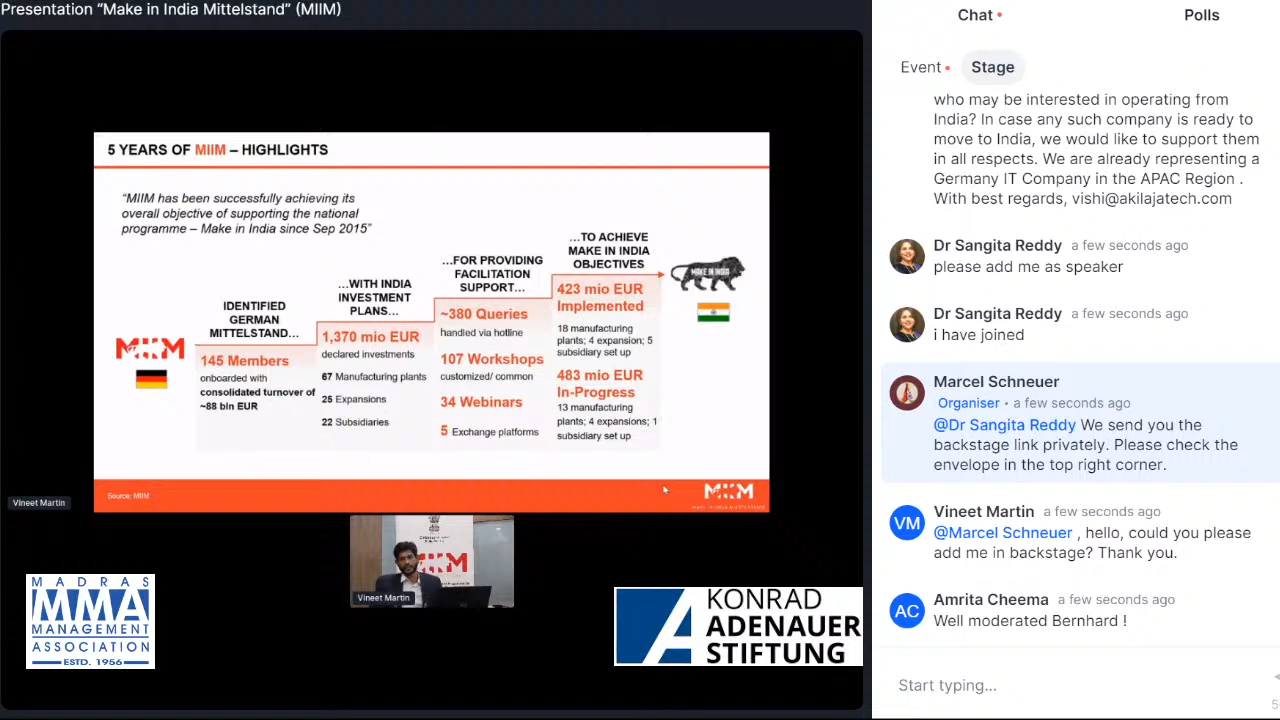 Presentation “Make in India Mittelstand” (MIIM)
5 YEARS OF MIIM – HIGHLIGHTS
“MIIM has been successfully achieving its
overall objective of supporting the national
programme – Make in India since Sep 2015”
IDENTIFIED
GERMAN
MITTELSTAND…
145 Members
onboarded with
consolidated turnover of
~88 bln EUR
…WITH INDIA
INVESTMENT
PLANS…
1,370 mio EUR
declared investments
67 Manufacturing plants
25 Expansions
22 Subsidiaries
…FOR PROVIDING
FACILITATION
SUPPORT…
~380 Queries
handled via hotline
107 Workshops
customized/ common
34 Webinars
5 Exchange platforms
…TO ACHIEVE
MAKE IN INDIA
OBJECTIVES
423 mio EUR
Implemented
18 manufacturing
plants; 4 expansion; 5
subsidiary set up
483 mio EUR
In-Progress
13 manufacturing
plants; 4 expansions; 1
subsidiary set up
MIIM
MAKE IN INDIA
Source: MIIM
MIIM
Vineet Martin
MIIM
Vineet Martin
MADRAS
MMA
MANAGEMENT
ASSOCIATION
ESTD. 1956
KONRAD
ADENAUER
STIFTUNG
Chat
Polls
Event
Stage
who may be interested in operating from
India? In case any such company is ready to
move to India, we would like to support them
in all respects. We are already representing a
Germany IT Company in the APAC Region .
With best regards, vishi@akilajatech.com
Dr Sangita Reddy a few seconds ago
please add me as speaker
Dr Sangita Reddy a few seconds ago
i have joined
Marcel Schneuer
Organiser • a few seconds ago
@Dr Sangita Reddy We send you the
backstage link privately. Please check the
envelope in the top right corner.
VM
Vineet Martin a few seconds ago
@Marcel Schneuer , hello, could you please
add me in backstage? Thank you.
AC
Amrita Cheema a few seconds ago
Well moderated Bernhard !
Start typing...